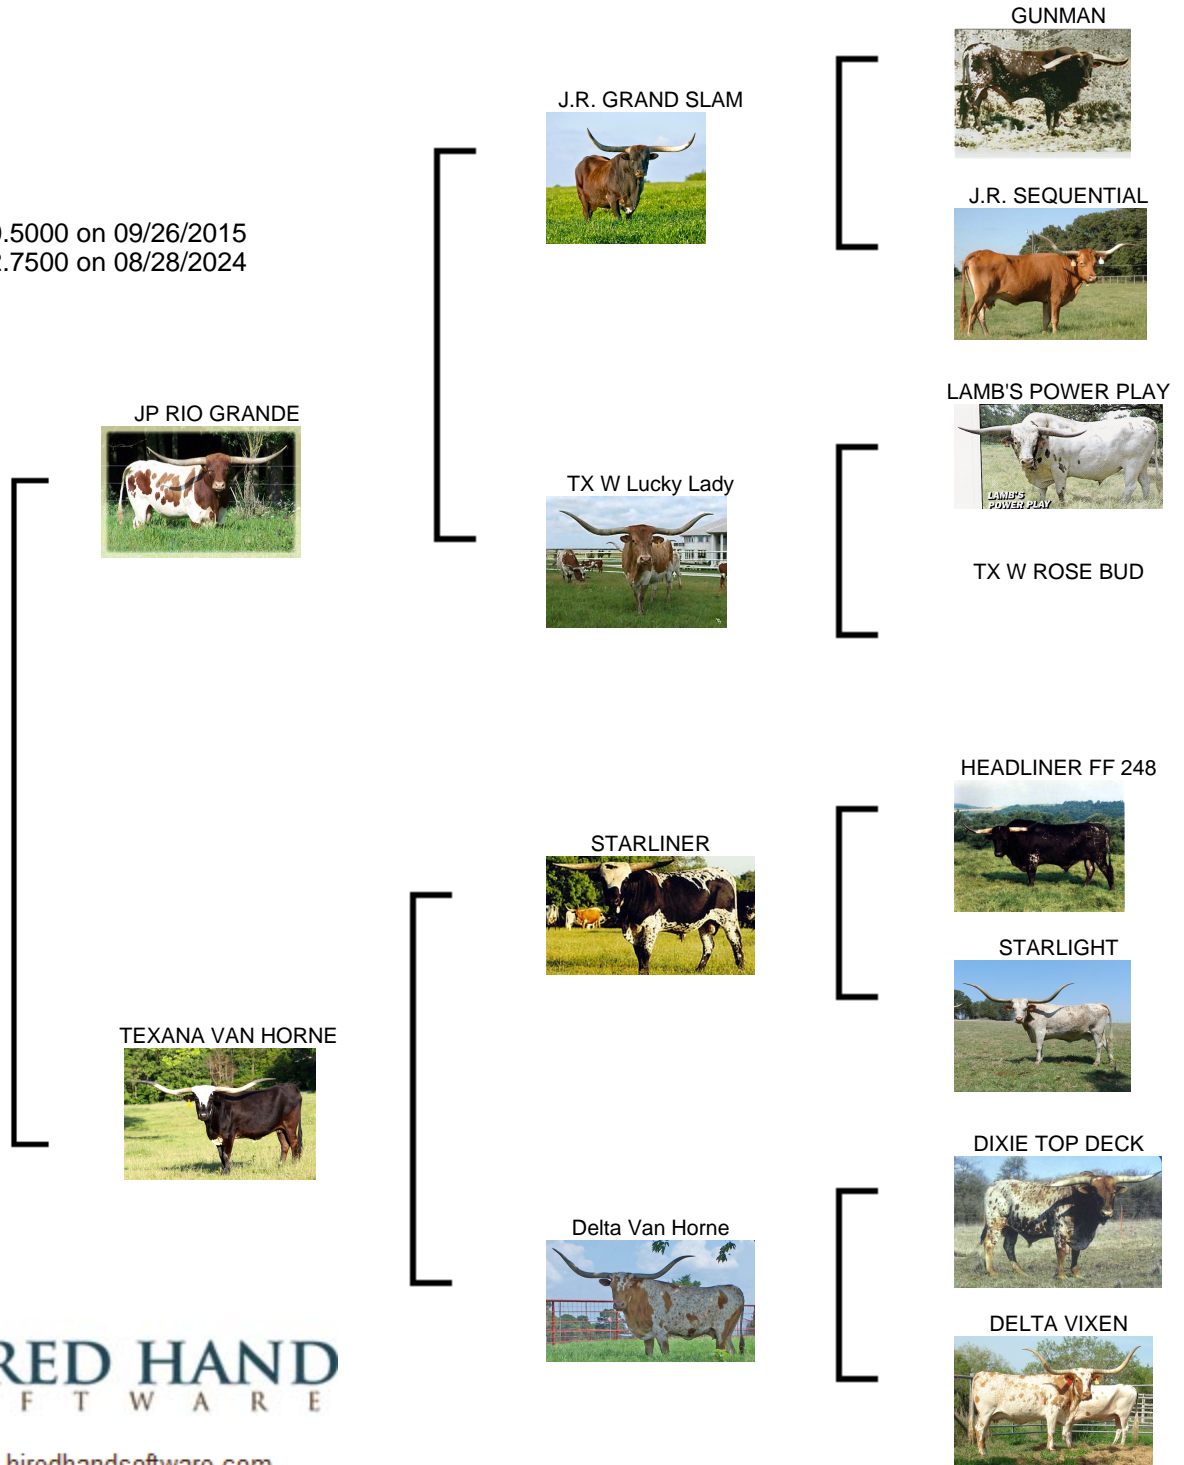 GUNMAN
J.R. GRAND SLAM
J.R. SEQUENTIAL
.5000 on 09/26/2015
.7500 on 08/28/2024
LAMB'S POWER PLAY
JP RIO GRANDE
TX W Lucky Lady
LAMB'S
POWER PLAY
TX W ROSE BUD
HEADLINER FF 248
STARLINER
STARLIGHT
TEXANA VAN HORNE
DIXIE TOP DECK
Delta Van Horne
DELTA VIXEN
RED HAND
F T W A R E
hiredhandsoftware.com